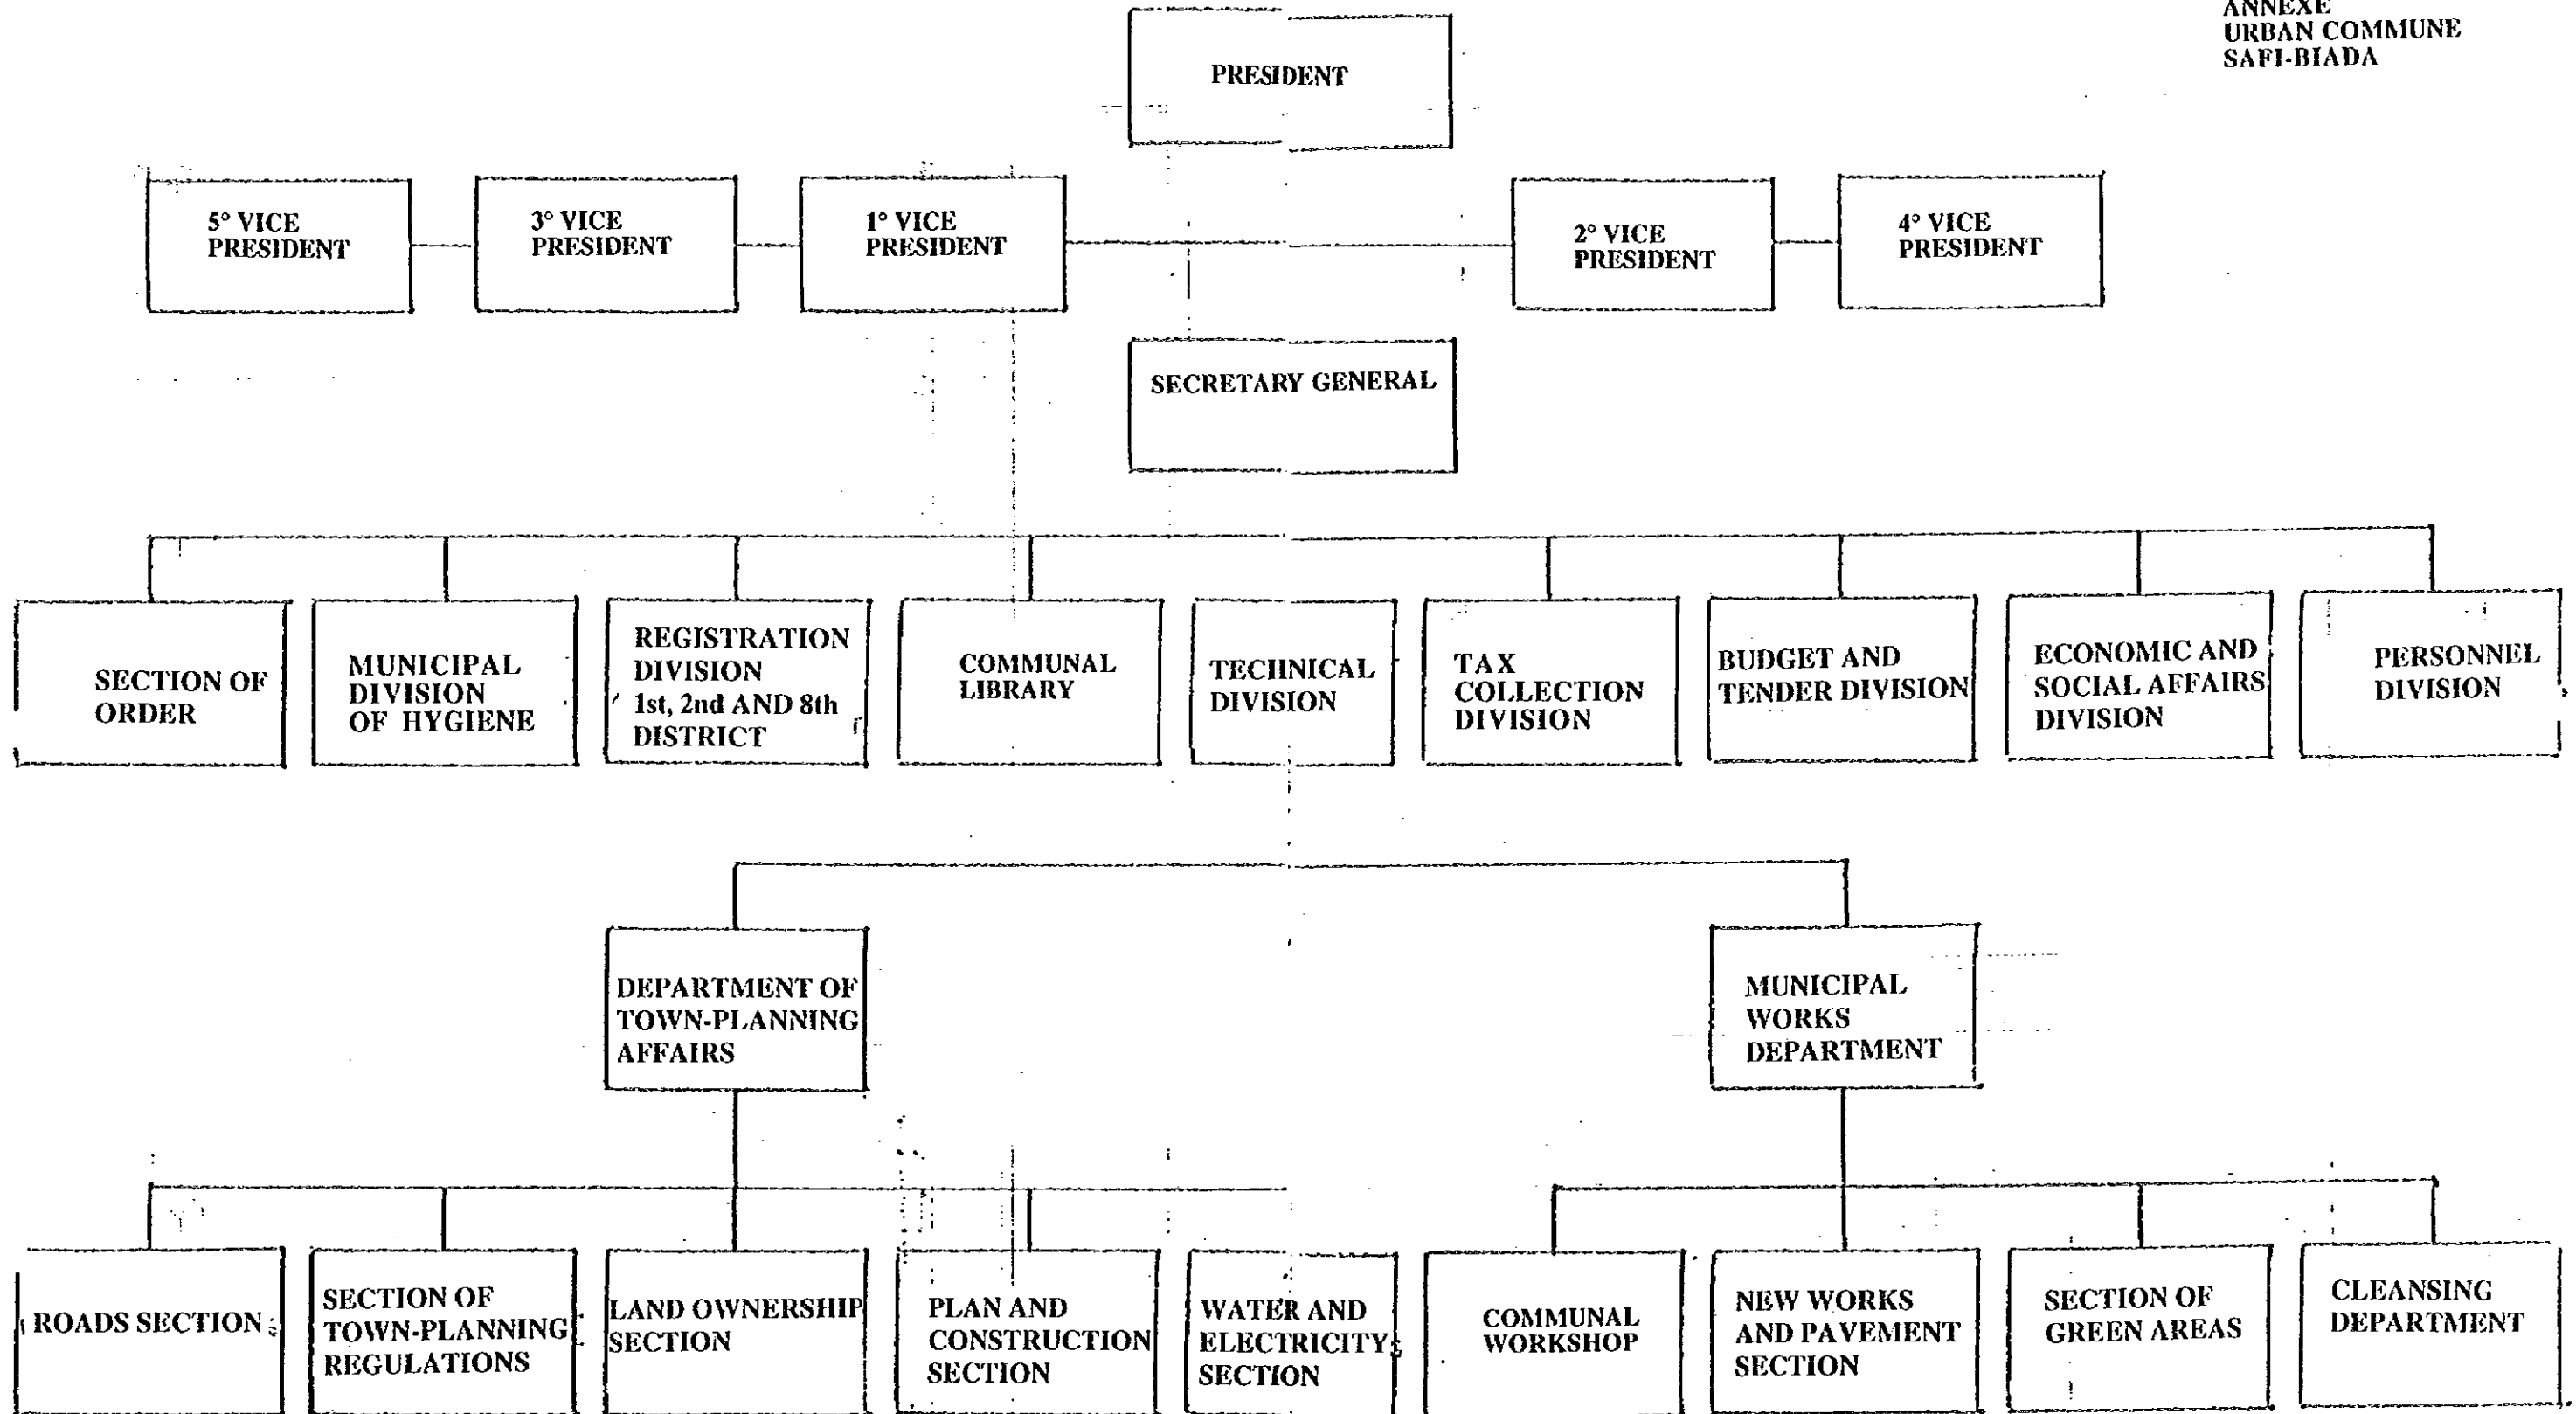 ANNEXE
URBAN COMMUNE
SAFI-BIADA
PRESIDENT
5° VICE
PRESIDENT
3° VICE
PRESIDENT
1° VICE
PRESIDENT
2° VICE
PRESIDENT
4° VICE
PRESIDENT
SECRETARY GENERAL
SECTION OF
ORDER
MUNICIPAL
DIVISION
OF HYGIENE
REGISTRATION
DIVISION
1st, 2nd AND 8th
DISTRICT
COMMUNAL
LIBRARY
TECHNICAL
DIVISION
TAX
COLLECTION
DIVISION
BUDGET AND
TENDER DIVISION
ECONOMIC AND
SOCIAL AFFAIRS
DIVISION
PERSONNEL
DIVISION
DEPARTMENT OF
TOWN-PLANNING
AFFAIRS
MUNICIPAL
WORKS
DEPARTMENT
ROADS SECTION
SECTION OF
TOWN-PLANNING
REGULATIONS
LAND OWNERSHIP
SECTION
PLAN AND
CONSTRUCTION
SECTION
WATER AND
ELECTRICITY
SECTION
COMMUNAL
WORKSHOP
NEW WORKS
AND PAVEMENT
SECTION
SECTION OF
GREEN AREAS
CLEANSING
DEPARTMENT